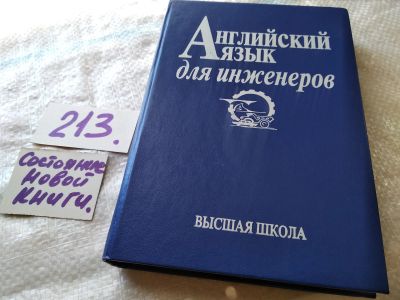 Английский
язык
для инженеров
ВЫСШАЯ ШКОЛА
213.
Состояние
новой
книги.